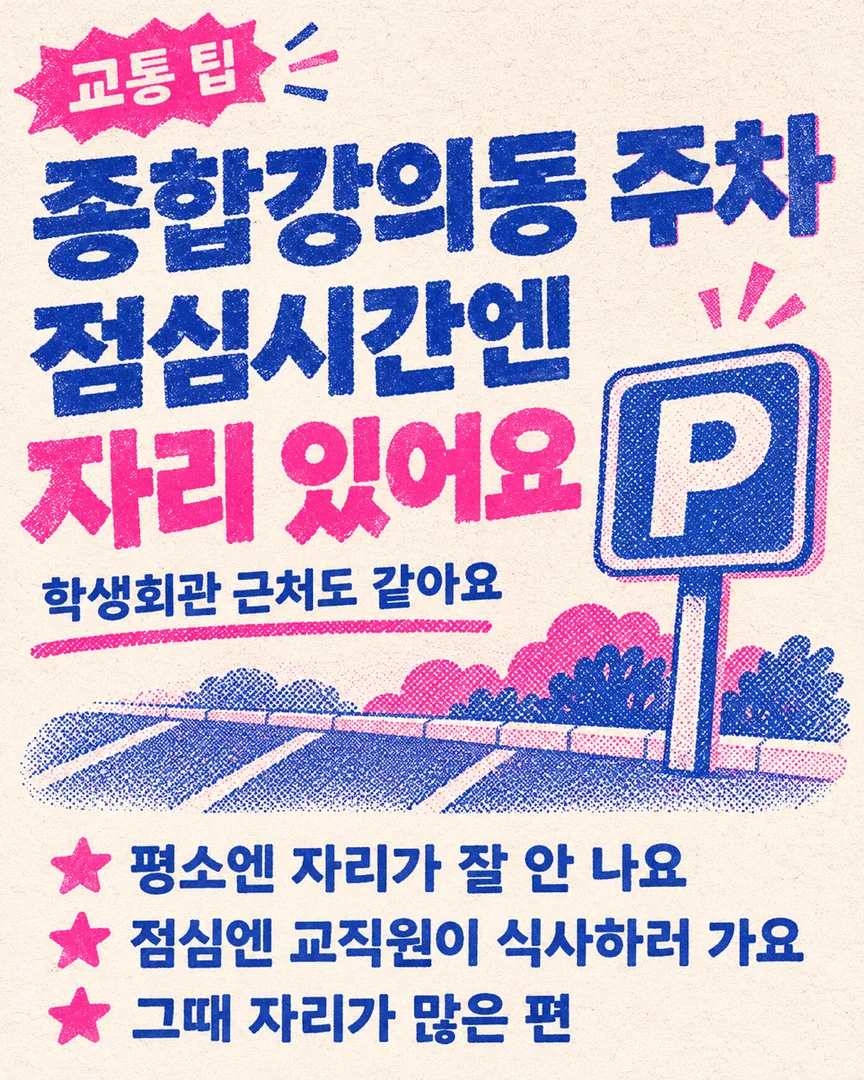 교통 팁
종합강의동 주차
점심시간엔
자리 있어요
P
학생회관 근처도 같아요
평소엔 자리가 잘 안 나요
점심엔 교직원이 식사하러 가요
그때 자리가 많은 편